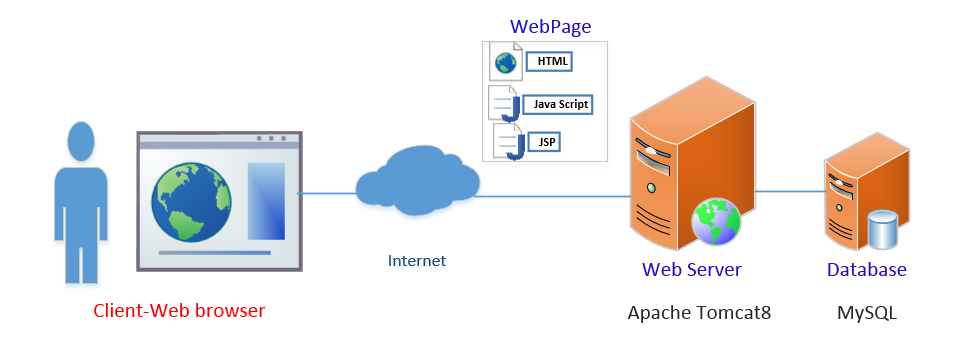 WebPage
HTML
Java Script
JSP
Internet
Web Server
Database
Client-Web browser
Apache Tomcat8
MySQL